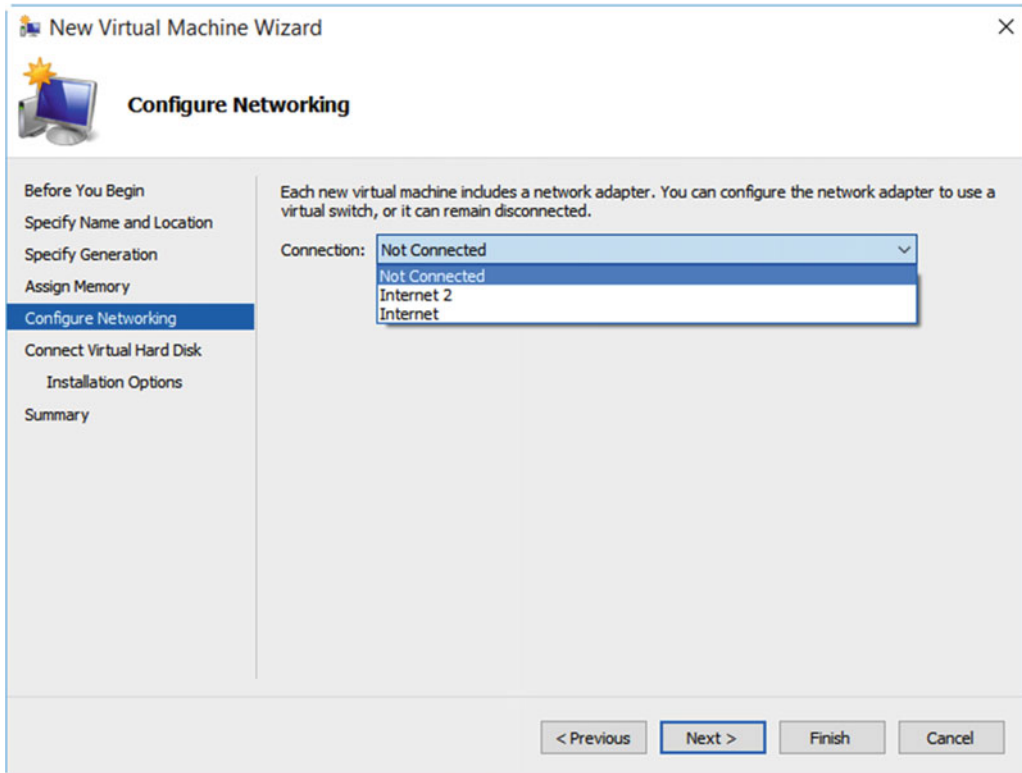 New Virtual Machine Wizard
Configure Networking
Before You Begin
Specify Name and Location
Specify Generation
Assign Memory
Configure Networking
Connect Virtual Hard Disk
Installation Options
Summary
Each new virtual machine includes a network adapter. You can configure the network adapter to use a
virtual switch, or it can remain disconnected.
Connection: Not Connected
Not Connected
Internet 2
Internet
< Previous Next > Finish Cancel